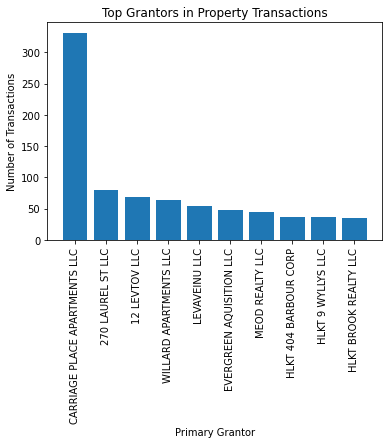 Top Grantors in Property Transactions
Number of Transactions
300
250
200
150
100
50
0
CARRIAGE PLACE APARTMENTS LLC
270 LAUREL ST LLC
12 LEVTOV LLC
WILLARD APARTMENTS LLC
LEVAVEINU LLC
EVERGREEN AQUISITION LLC
MEOD REALTY LLC
HLKT 404 BARBOUR CORP
HLKT 9 WYLLYS LLC
HLKT BROOK REALTY LLC
Primary Grantor